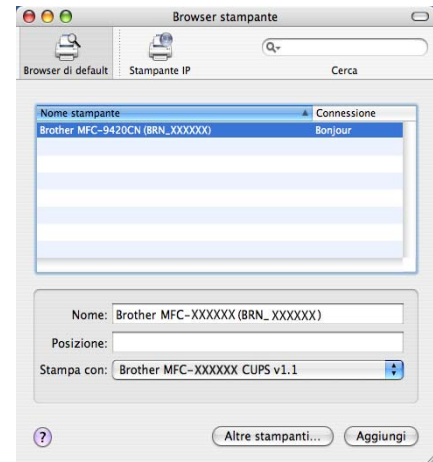 Browser stampante
Browser di default
Stampante IP
Cerca
Nome stampante
Connessione
Brother MFC-9420CN (BRN_XXXXXX)
Bonjour
Nome: Brother MFC-XXXXXX (BRN_ XXXXXX)
Posizione:
Stampa con: Brother MFC-XXXXXX CUPS v1.1
?
Altre stampanti...
Aggiungi